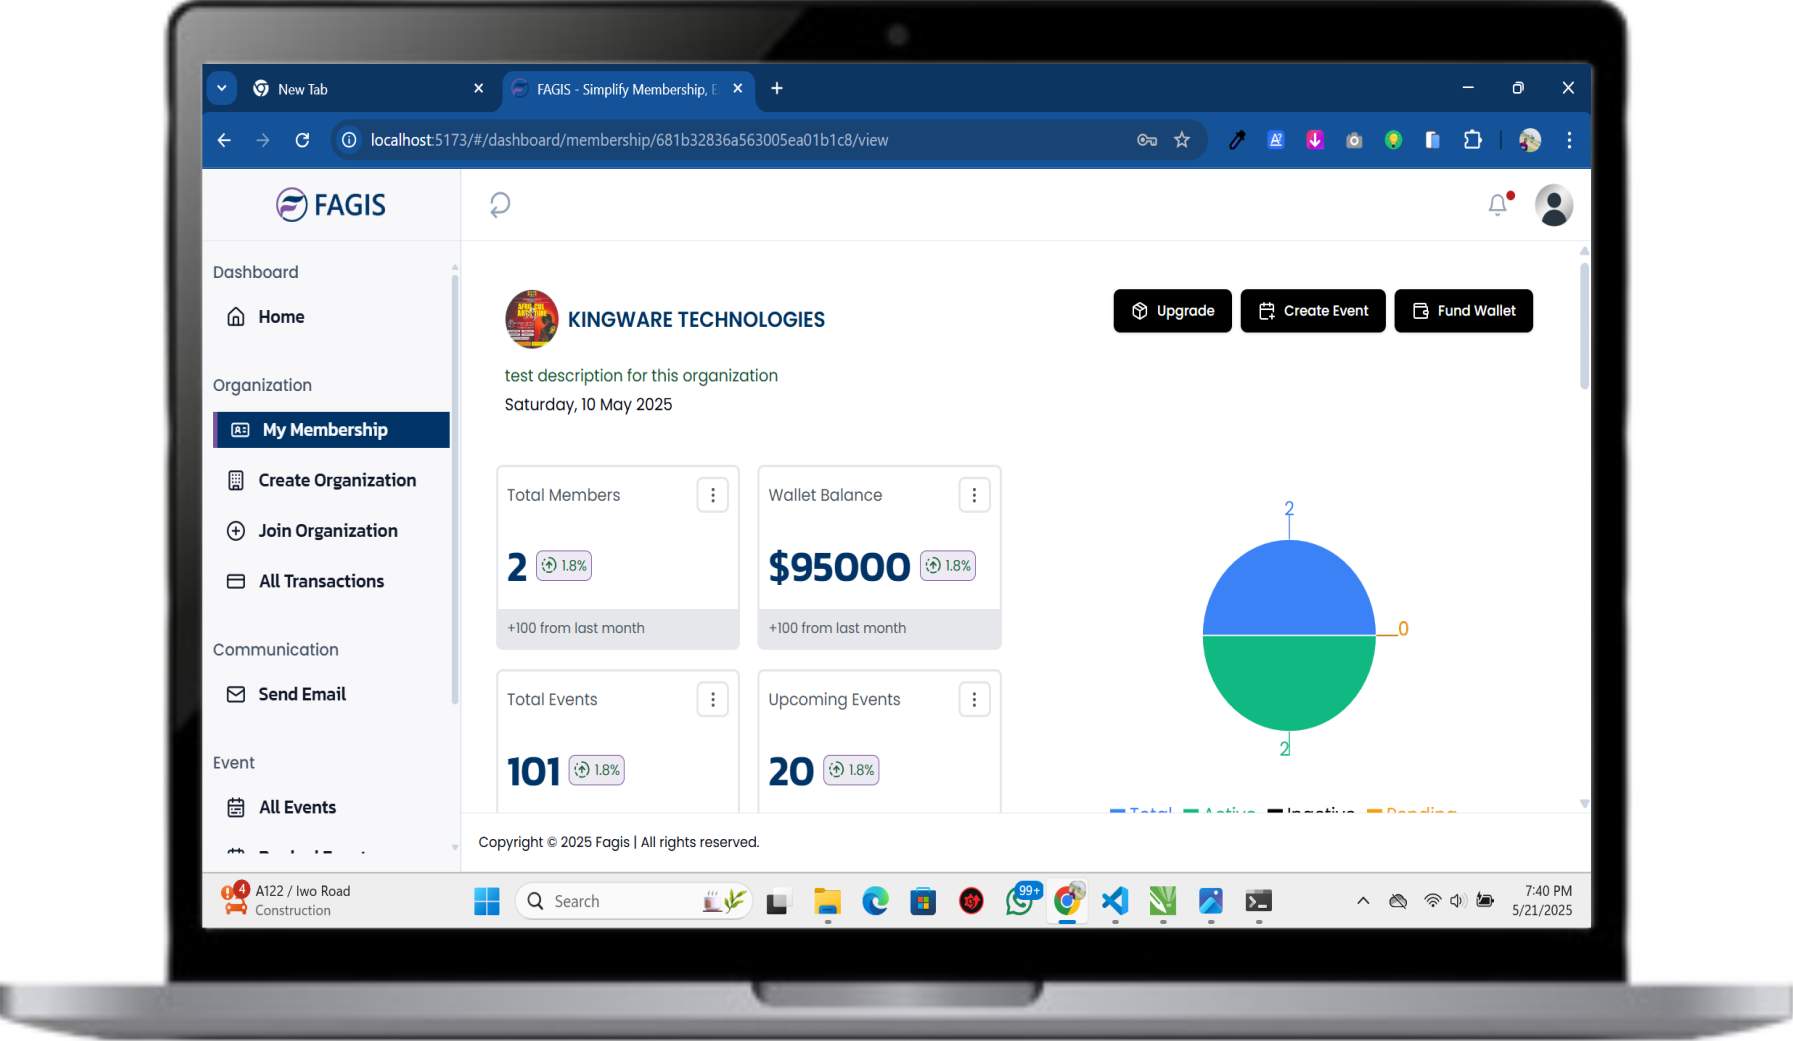 New Tab
FAGIS - Simplify Membership, E
localhost:5173/#/dashboard/membership/681b32836a563005ea01b1c8/view
FAGIS
Dashboard
Home
Organization
My Membership
Create Organization
Join Organization
All Transactions
Communication
Send Email
Event
All Events
KINGWARE TECHNOLOGIES
Upgrade
Create Event
Fund Wallet
test description for this organization
Saturday, 10 May 2025
Total Members
2 1.8%
+100 from last month
Wallet Balance
$95000 1.8%
+100 from last month
Total Events
101 1.8%
Upcoming Events
20 1.8%
2
0
2
Total Active Inactive Pending
Copyright © 2025 Fagis | All rights reserved.
4
A122 / Iwo Road
Construction
Search
99+
7:40 PM
5/21/2025